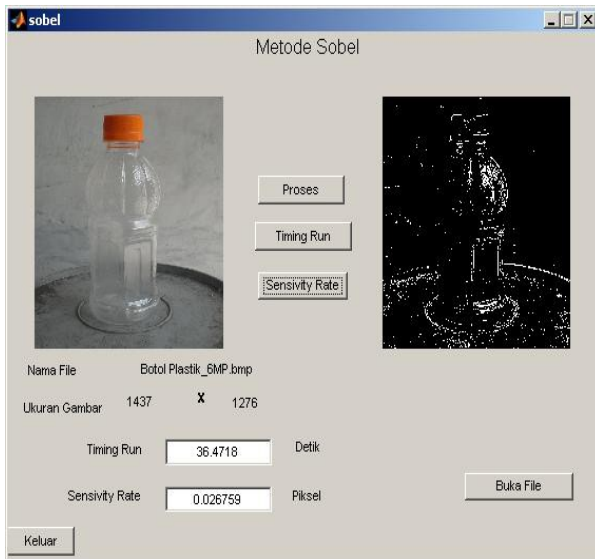 sobel
Metode Sobel
Proses
Timing Run
Sensivity Rate
Nama File Botol Plastik_6MP.bmp
Ukuran Gambar 1437 x 1276
Timing Run 36.4718 Detik
Sensivity Rate 0.026759 Piksel
Buka File
Keluar